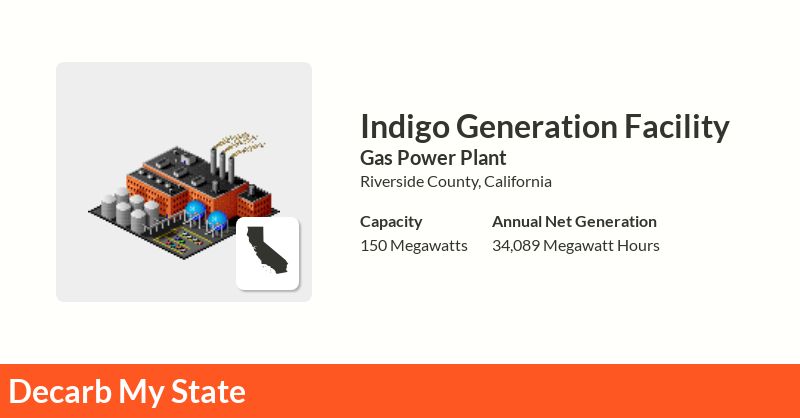 Indigo Generation Facility
Gas Power Plant
Riverside County, California
Capacity
150 Megawatts
Annual Net Generation
34,089 Megawatt Hours
Decarb My State